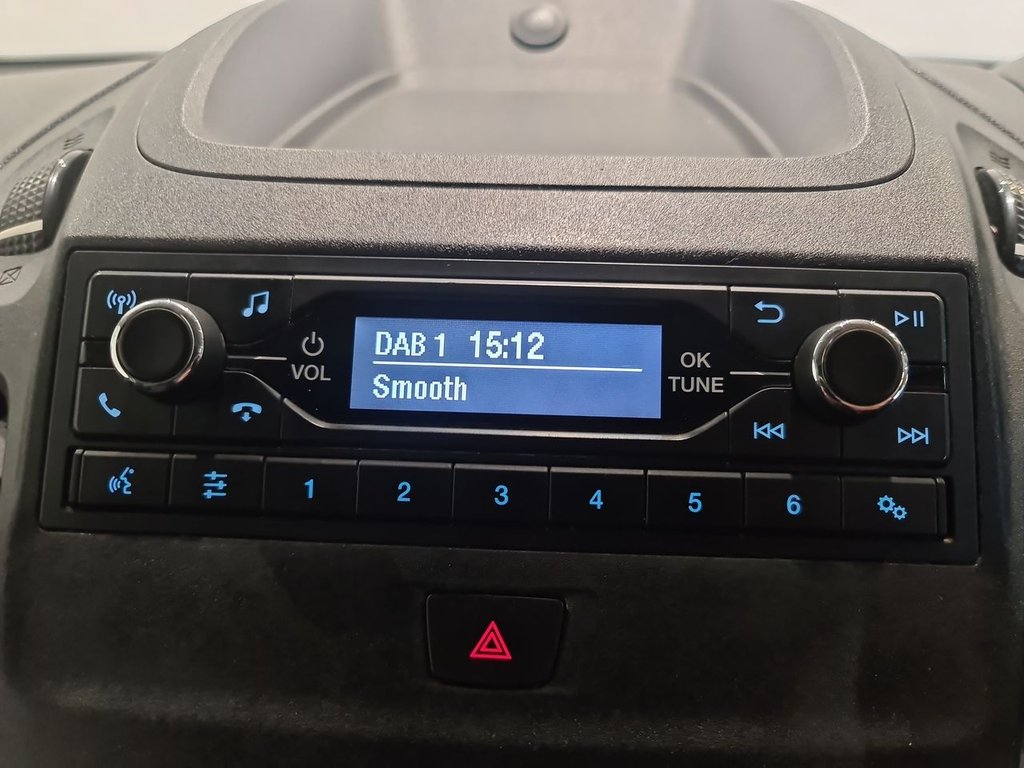 DAB 1 15:12
Smooth
VOL
OK
TUNE
1 2 3 4 5 6